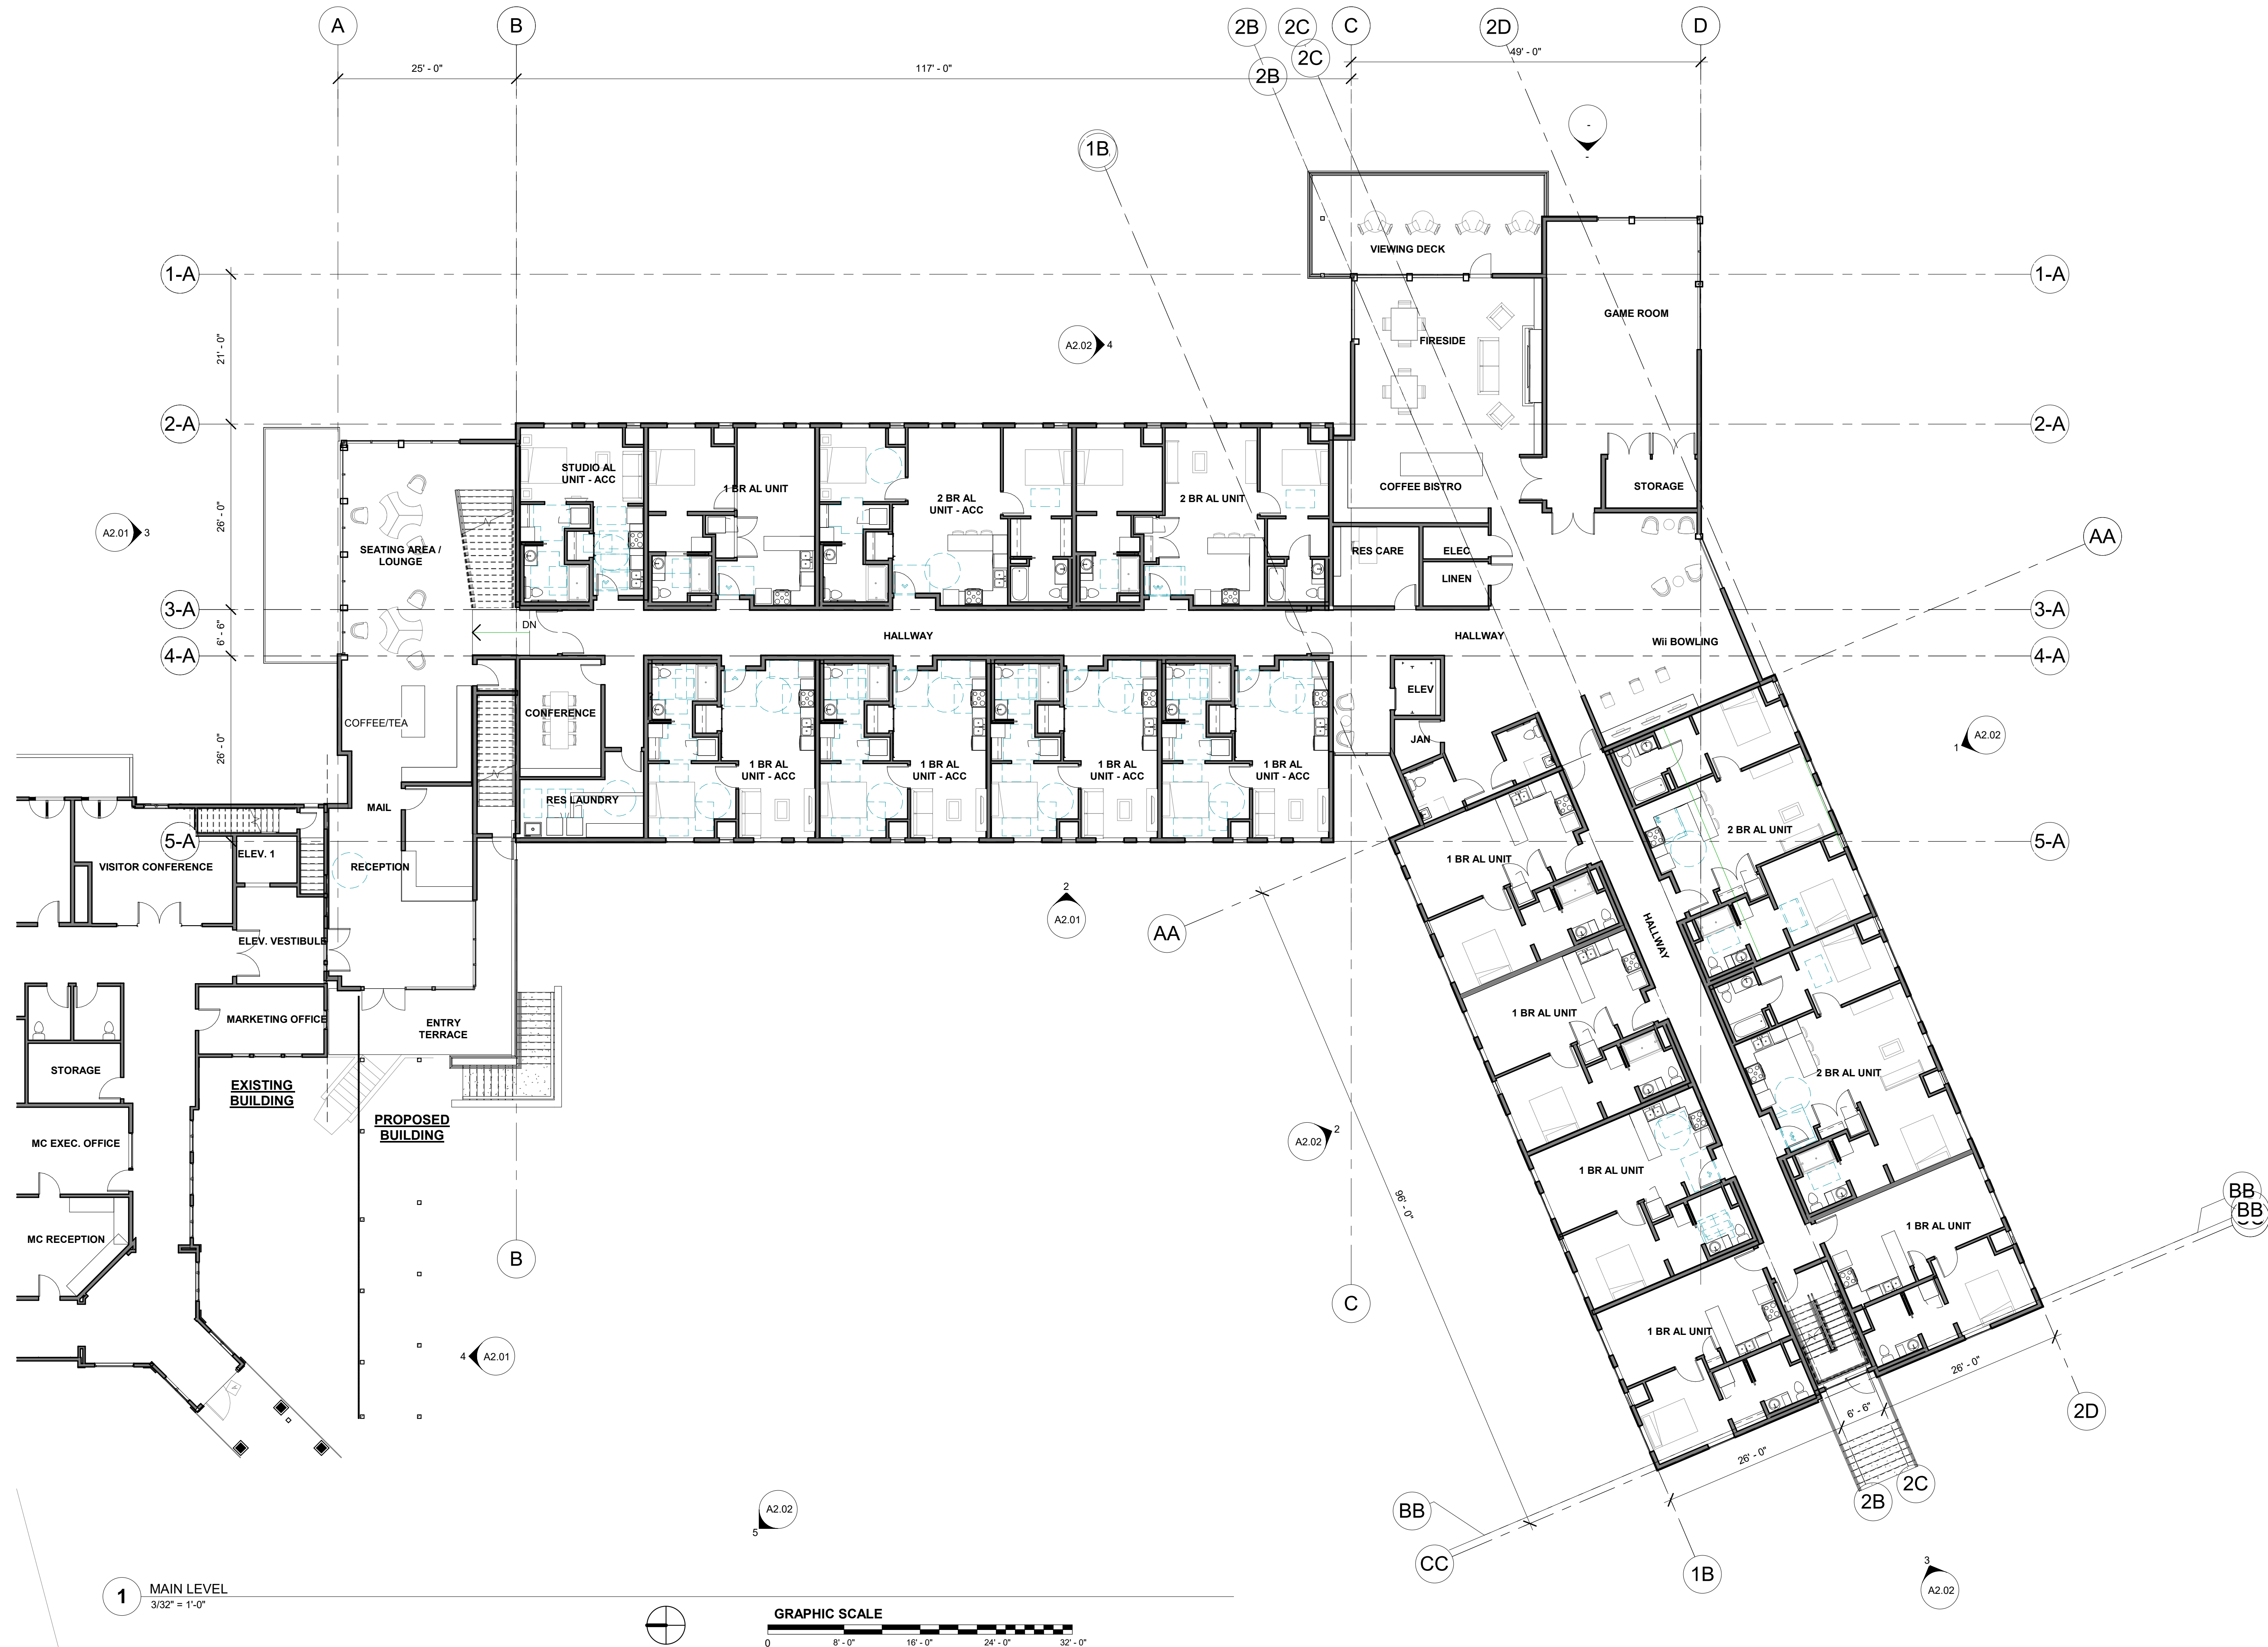 A
B
2B
2C
C
2D
D
2C
2B
25' - 0"
117' - 0"
49' - 0"
1B
-
-
VIEWING DECK
1-A
1-A
GAME ROOM
21' - 0"
A2.02
4
FIRESIDE
2-A
2-A
STUDIO AL
UNIT - ACC
1 BR AL UNIT
2 BR AL
UNIT - ACC
2 BR AL UNIT
COFFEE BISTRO
STORAGE
26' - 0"
A2.01
3
SEATING AREA /
LOUNGE
RES CARE
ELEC
LINEN
AA
3-A
3-A
DN
6' - 6"
HALLWAY
HALLWAY
Wii BOWLING
4-A
4-A
ELEV
COFFEE/TEA
CONFERENCE
JAN
1
A2.02
26' - 0"
1 BR AL
UNIT - ACC
1 BR AL
UNIT - ACC
1 BR AL
UNIT - ACC
1 BR AL
UNIT - ACC
MAIL
RES LAUNDRY
2 BR AL UNIT
5-A
5-A
ELEV. 1
VISITOR CONFERENCE
RECEPTION
1 BR AL UNIT
2
A2.01
AA
HALLWAY
ELEV. VESTIBULE
MARKETING OFFICE
ENTRY
TERRACE
1 BR AL UNIT
STORAGE
2 BR AL UNIT
EXISTING
BUILDING
PROPOSED
BUILDING
MC EXEC. OFFICE
A2.02
2
1 BR AL UNIT
96' - 0"
BB
BB
CC
MC RECEPTION
1 BR AL UNIT
B
C
1 BR AL UNIT
4
A2.01
26' - 0"
6' - 6"
26' - 0"
2D
2C
2B
A2.02
5
BB
CC
1B
3
A2.02
1
MAIN LEVEL
3/32" = 1'-0"
GRAPHIC SCALE
0
8' - 0"
16' - 0"
24' - 0"
32' - 0"